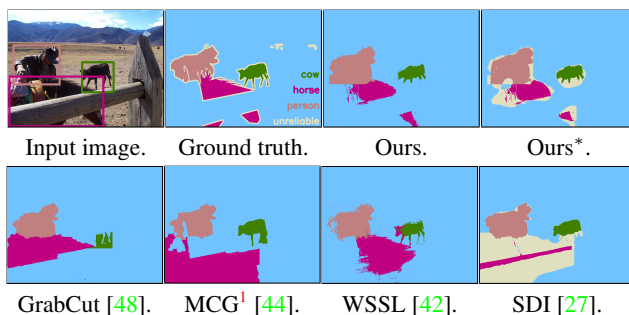 cow
horse
person
unreliable
Input image. Ground truth. Ours. Ours*.
GrabCut [48]. MCG1 [44]. WSSL [42]. SDI [27].